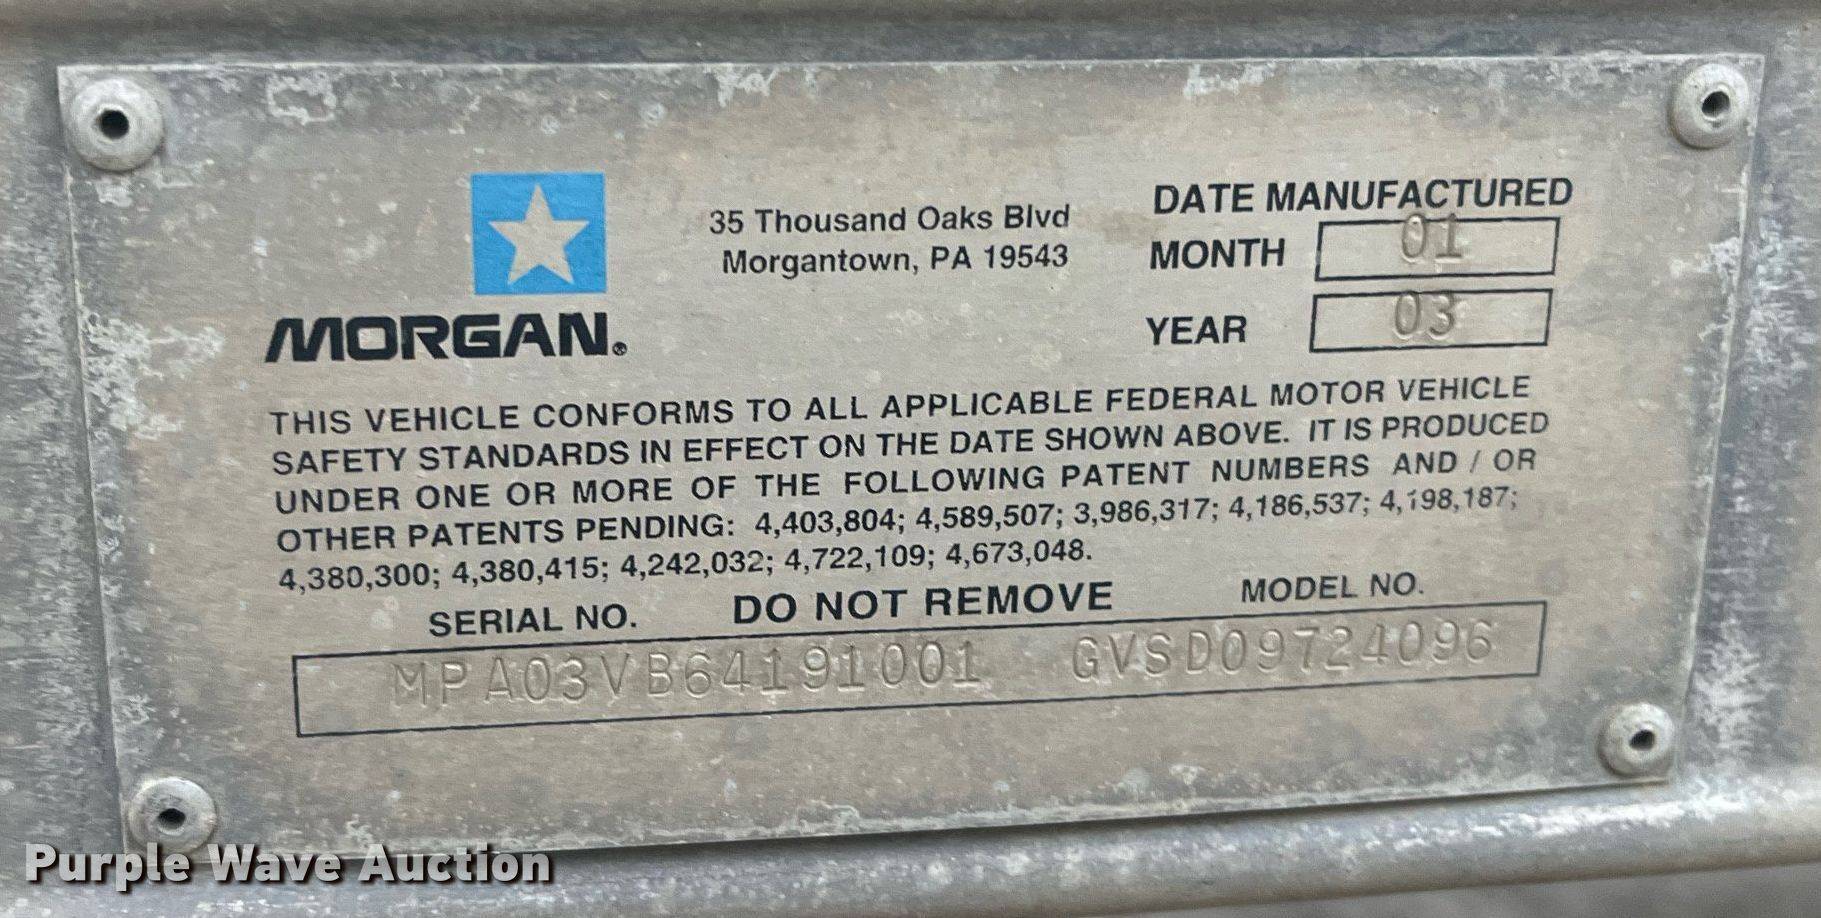 35 Thousand Oaks Blvd
Morgantown, PA 19543
MORGAN®
DATE MANUFACTURED
MONTH 01
YEAR 03
THIS VEHICLE CONFORMS TO ALL APPLICABLE FEDERAL MOTOR VEHICLE
SAFETY STANDARDS IN EFFECT ON THE DATE SHOWN ABOVE. IT IS PRODUCED
UNDER ONE OR MORE OF THE FOLLOWING PATENT NUMBERS AND / OR
OTHER PATENTS PENDING: 4,403,804; 4,589,507; 3,986,317; 4,186,537; 4,198,187;
4,380,300; 4,380,415; 4,242,032; 4,722,109; 4,673,048.
SERIAL NO. DO NOT REMOVE MODEL NO.
MPA03VB64191001 GVSD09724096
Purple Wave Auction